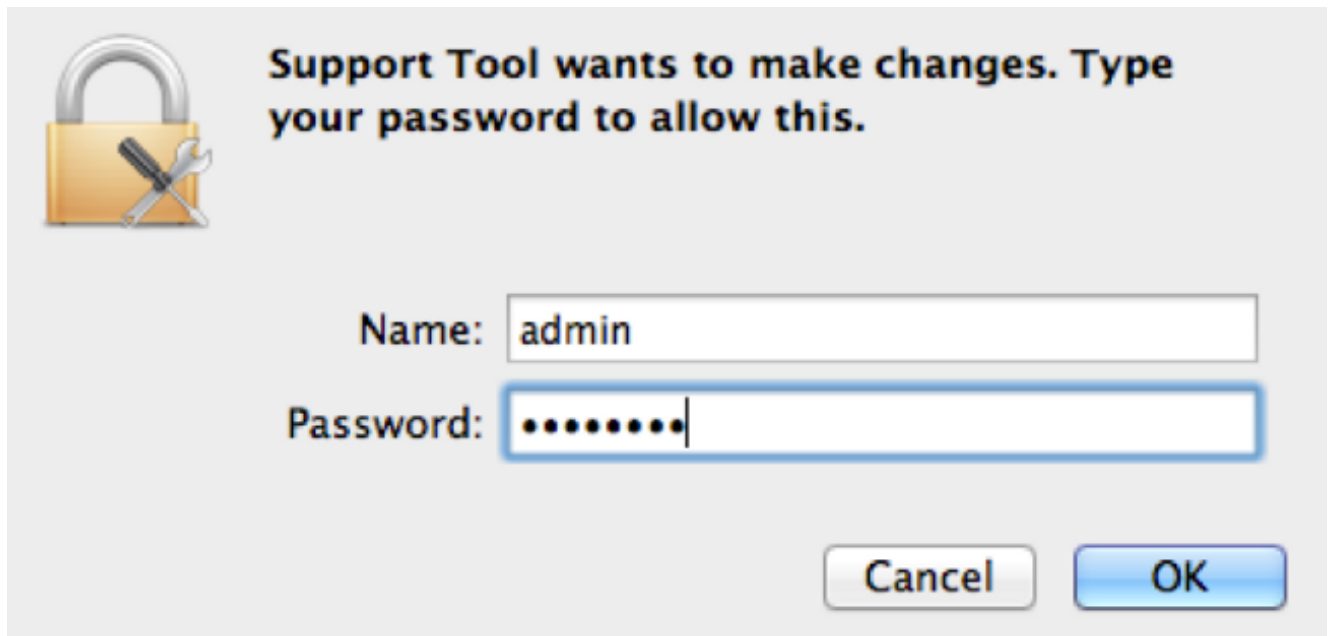 Support Tool wants to make changes. Type
your password to allow this.
Name: admin
Password: ••••••••
Cancel OK